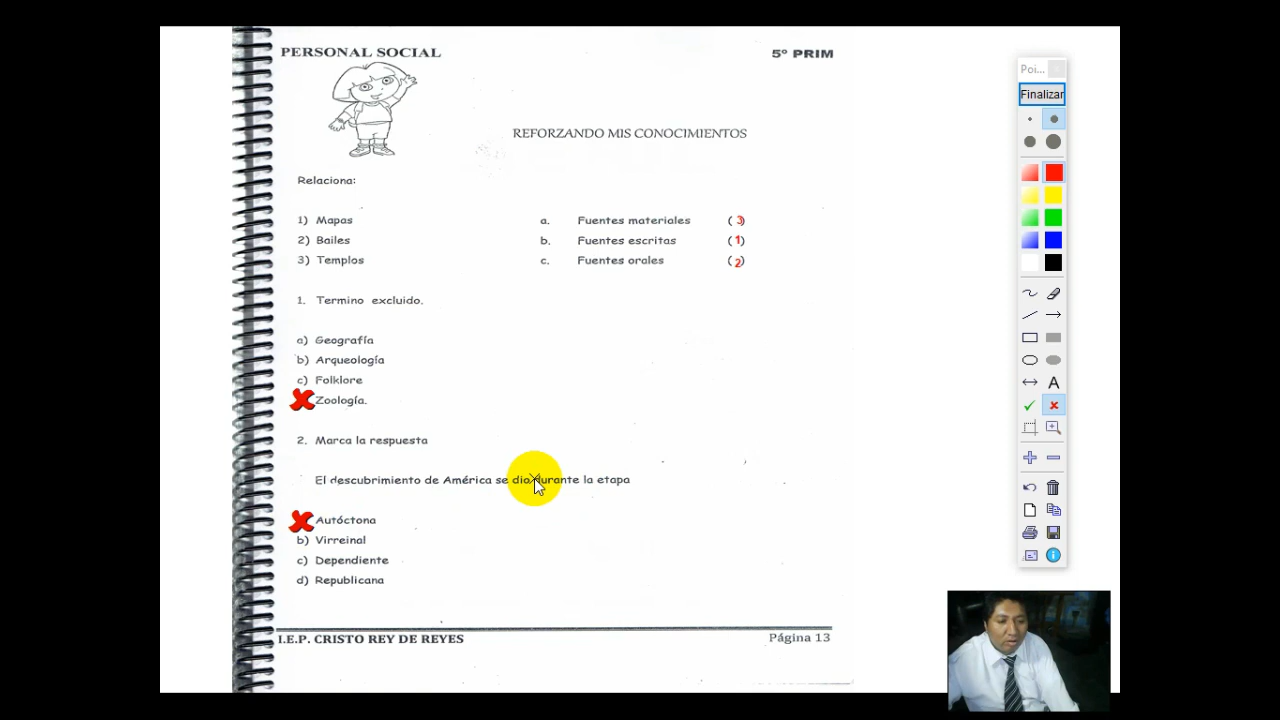 PERSONAL SOCIAL 5º PRIM
REFORZANDO MIS CONOCIMIENTOS
Relaciona:
1) Mapas a. Fuentes materiales ( 3)
2) Bailes b. Fuentes escritas (1)
3) Templos c. Fuentes orales (2)
1. Termino excluido.
a) Geografía
b) Arqueología
c) Folklore
Zoología.
2. Marca la respuesta
El descubrimiento de América se dio durante la etapa
Autóctona
b) Virreinal
c) Dependiente
d) Republicana
I.E.P. CRISTO REY DE REYES Página 13
Poi...
Finalizar
A